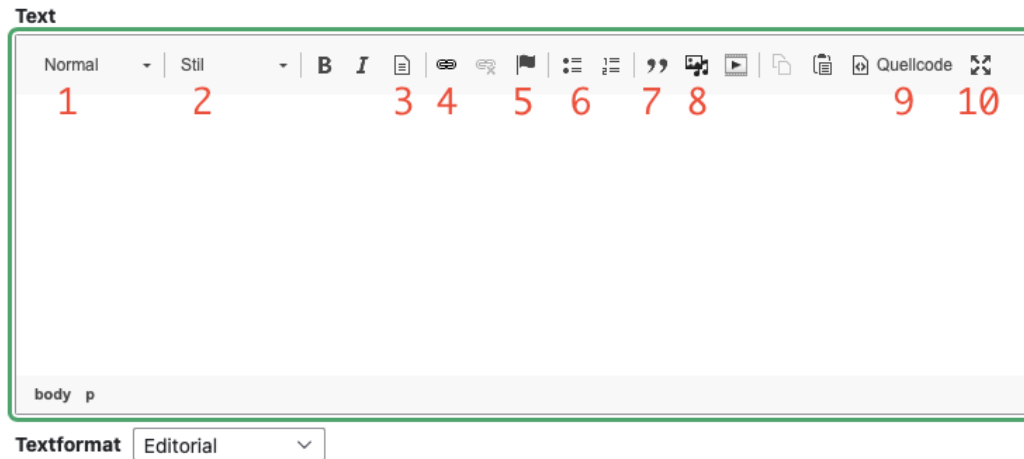 Text
Normal Stil B I Quellcode
1 2 3 4 5 6 7 8 9 10
body p
Textformat Editorial